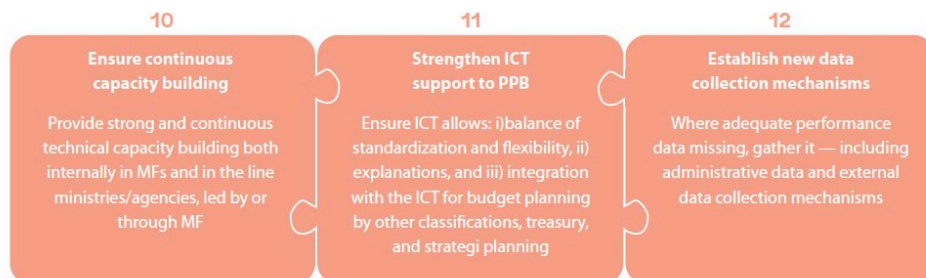 10
Ensure continuous
capacity building
Provide strong and continuous
technical capacity building both
internally in MFs and in the line
ministries/agencies, led by or
through MF
11
Strengthen ICT
support to PPB
Ensure ICT allows: i)balance of
standardization and flexibility, ii)
explanations, and iii) integration
with the ICT for budget planning
by other classifications, treasury,
and strategi planning
12
Establish new data
collection mechanisms
Where adequate performance
data missing, gather it — including
administrative data and external
data collection mechanisms